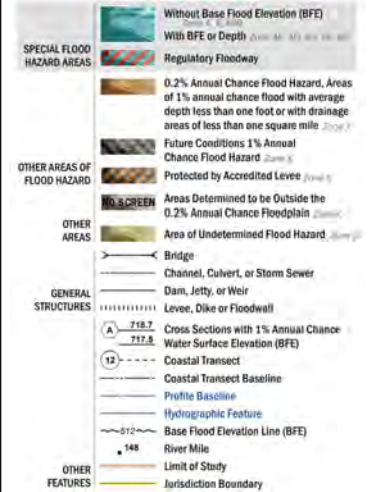 Without Base Flood Elevation (BFE)
With BFE or Depth
SPECIAL FLOOD
HAZARD AREAS
Regulatory Floodway
0.2% Annual Chance Flood Hazard, Areas
of 1% annual chance flood with average
depth less than one foot or with drainage
areas of less than one square mile Zone X
Future Conditions 1% Annual
Chance Flood Hazard Zone X
OTHER AREAS OF
FLOOD HAZARD
Protected by Accredited Levee Zone X
NO SCREEN
Areas Determined to be Outside the
0.2% Annual Chance Floodplain Zone X
OTHER
AREAS
Area of Undetermined Flood Hazard Zone D
Bridge
Channel, Culvert, or Storm Sewer
GENERAL
STRUCTURES
Dam, Jetty, or Weir
Levee, Dike or Floodwall
A 718.7
717.5
Cross Sections with 1% Annual Chance
Water Surface Elevation (BFE)
12
Coastal Transect
Coastal Transect Baseline
Profile Baseline
Hydrographic Feature
512
Base Flood Elevation Line (BFE)
148
River Mile
OTHER
FEATURES
Limit of Study
Jurisdiction Boundary